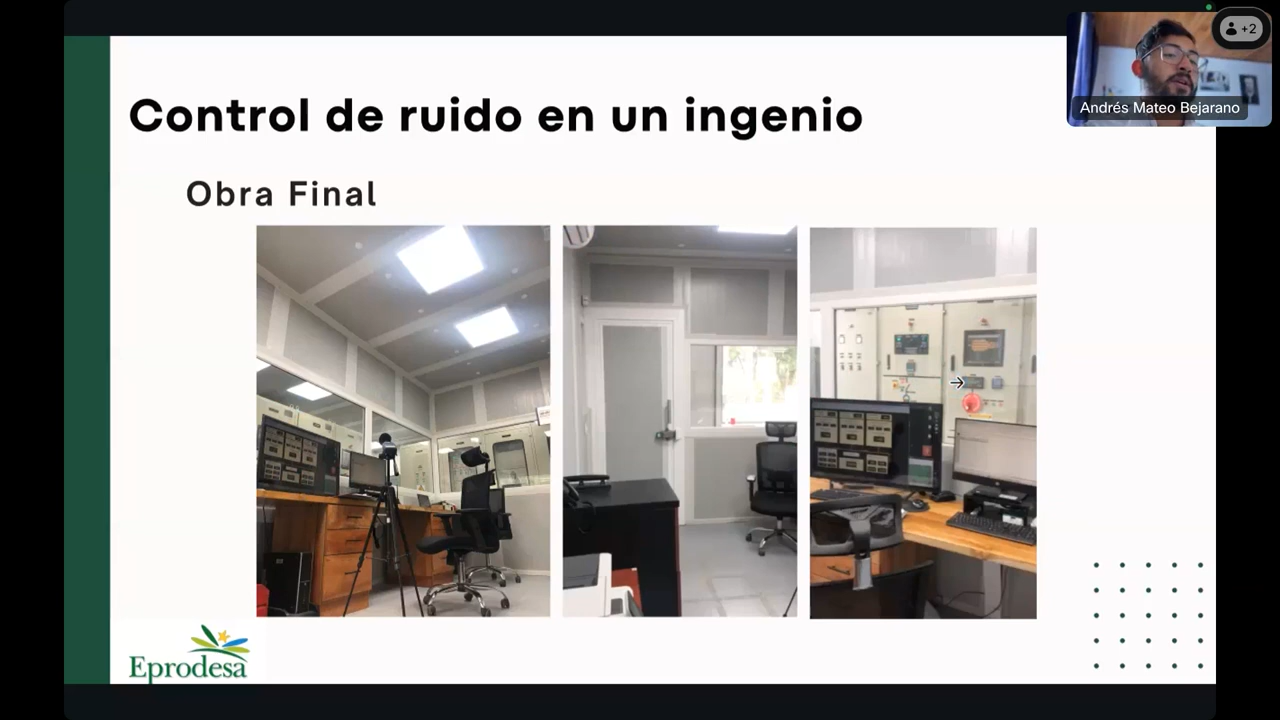 +2
Andrés Mateo Bejarano
Control de ruido en un ingenio
Obra Final
Eprodesa